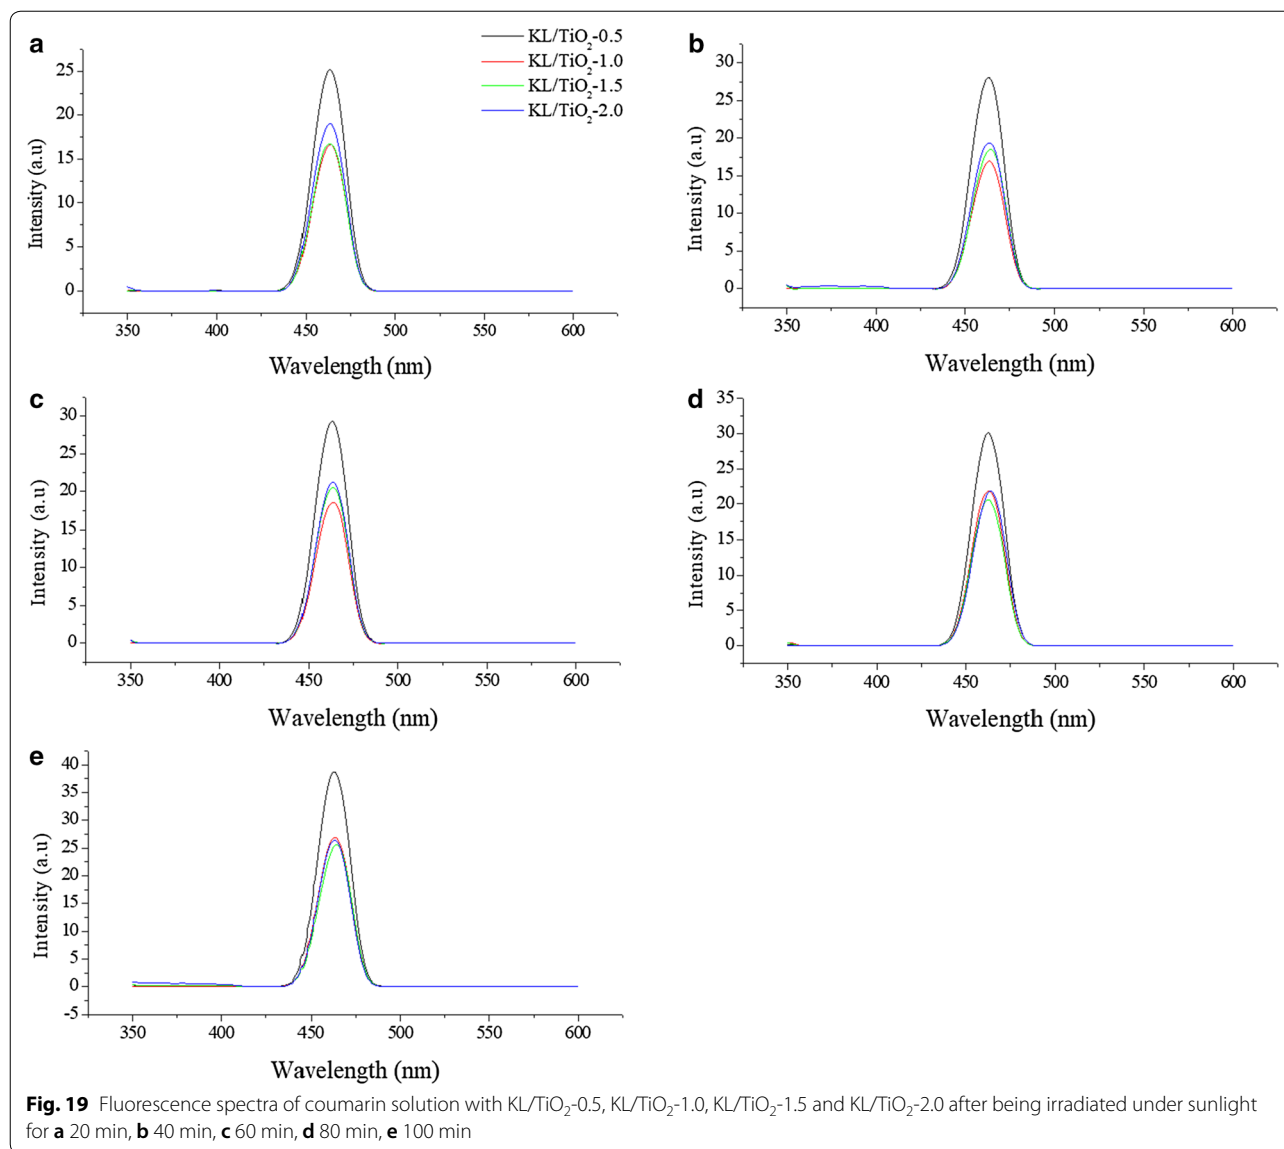 a
KL/TiO₂-0.5
KL/TiO₂-1.0
KL/TiO₂-1.5
KL/TiO₂-2.0
25
20
15
10
5
0
Intensity (a.u)
350 400 450 500 550 600
Wavelength (nm)
b
30
25
20
15
10
5
0
Intensity (a.u)
350 400 450 500 550 600
Wavelength (nm)
c
30
25
20
15
10
5
0
Intensity (a.u)
350 400 450 500 550 600
Wavelength (nm)
d
35
30
25
20
15
10
5
0
Intensity (a.u)
350 400 450 500 550 600
Wavelength (nm)
e
40
35
30
25
20
15
10
5
0
-5
Intensity (a.u)
350 400 450 500 550 600
Wavelength (nm)
Fig. 19 Fluorescence spectra of coumarin solution with KL/TiO₂-0.5, KL/TiO₂-1.0, KL/TiO₂-1.5 and KL/TiO₂-2.0 after being irradiated under sunlight
for a 20 min, b 40 min, c 60 min, d 80 min, e 100 min